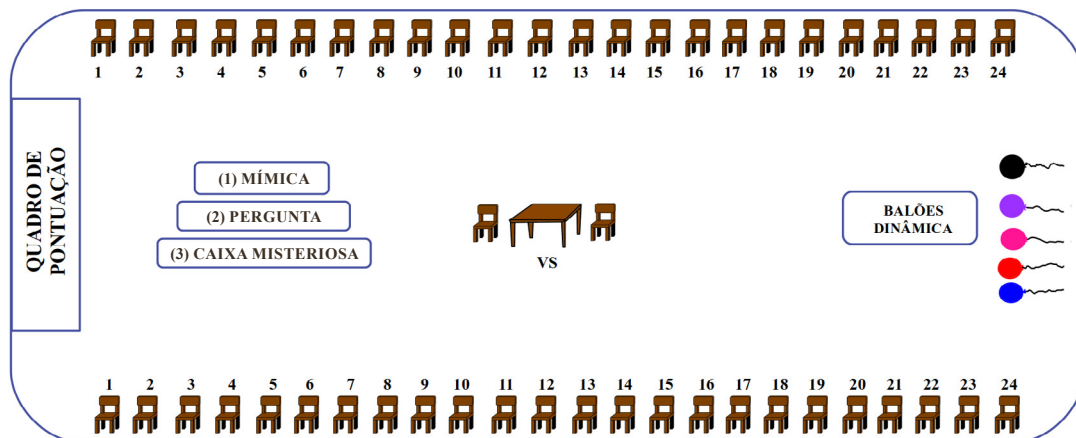 1 2 3 4 5 6 7 8 9 10 11 12 13 14 15 16 17 18 19 20 21 22 23 24
QUADRO DE
PONTUAÇÃO
(1) MÍMICA
(2) PERGUNTA
(3) CAIXA MISTERIOSA
VS
BALÕES
DINÂMICA
1 2 3 4 5 6 7 8 9 10 11 12 13 14 15 16 17 18 19 20 21 22 23 24